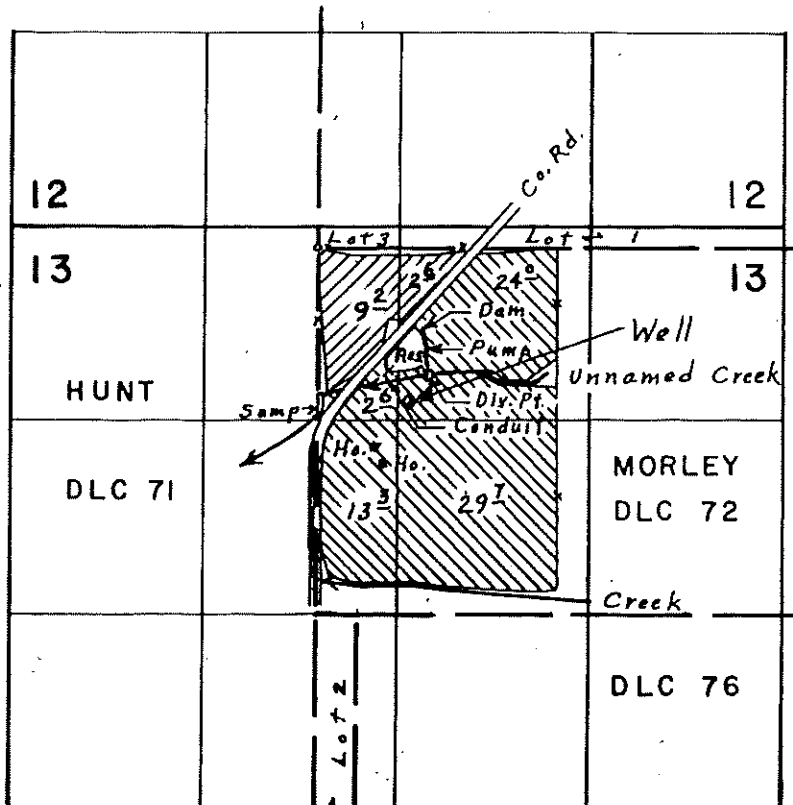 12
12
Co. Rd.
Lot 3
Lot 1
13
13
9 2
2 6
24 0
Dam
Well
Res
Pump
Unnamed Creek
HUNT
2 6
Div. Pt.
Sump
Conduit
Ho.
Ho.
MORLEY
DLC 71
DLC 72
13 3
29 7
Creek
DLC 76
Lot 2